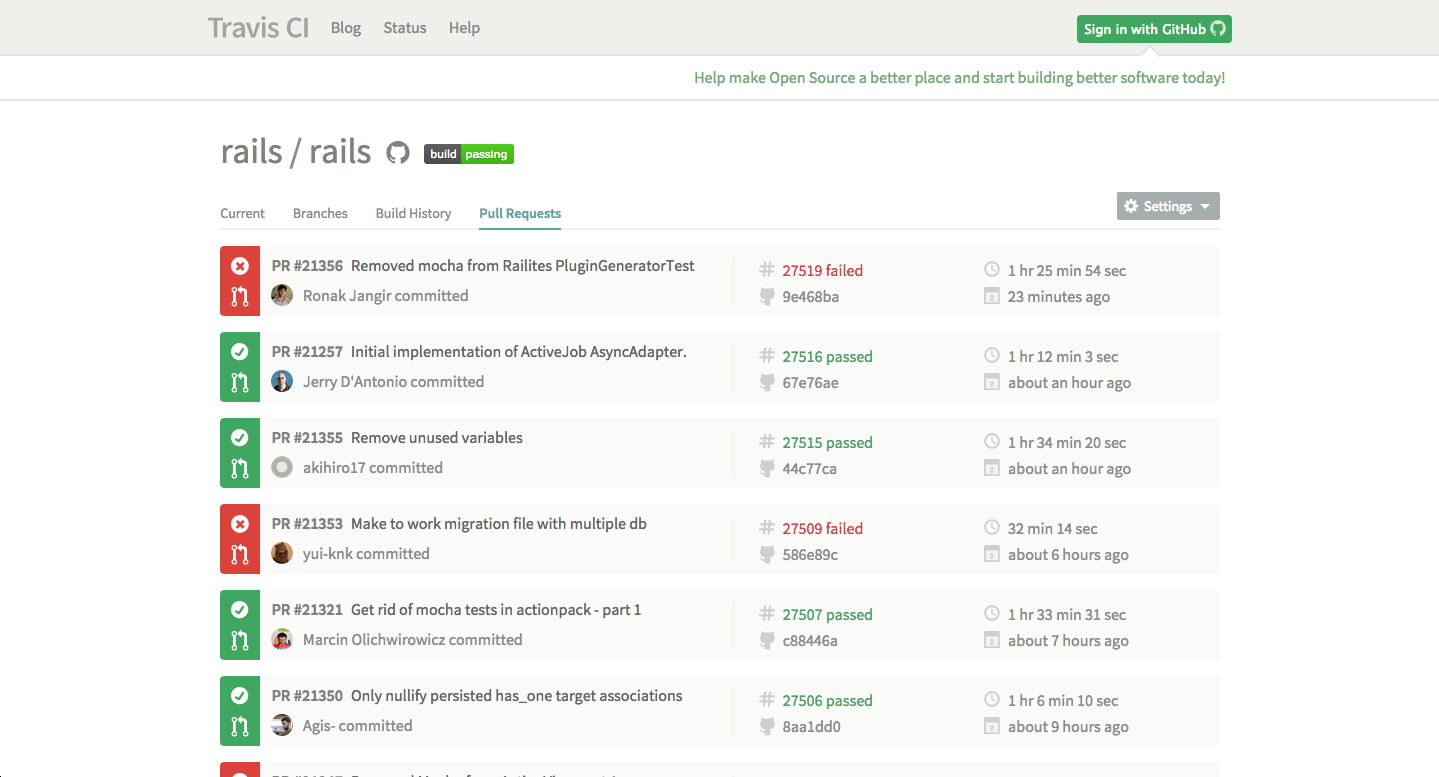 Travis CI Blog Status Help Sign in with GitHub
Help make Open Source a better place and start building better software today!
rails / rails build passing
Current Branches Build History Pull Requests Settings
PR #21356 Removed mocha from Railites PluginGeneratorTest 27519 failed 1 hr 25 min 54 sec
Ronak Jangir committed 9e468ba 23 minutes ago
PR #21257 Initial implementation of ActiveJob AsyncAdapter. 27516 passed 1 hr 12 min 3 sec
Jerry D'Antonio committed 67e76ae about an hour ago
PR #21355 Remove unused variables 27515 passed 1 hr 34 min 20 sec
akihiro17 committed 44c77ca about an hour ago
PR #21353 Make to work migration file with multiple db 27509 failed 32 min 14 sec
yui-knk committed 586e89c about 6 hours ago
PR #21321 Get rid of mocha tests in actionpack - part 1 27507 passed 1 hr 33 min 31 sec
Marcin Olichwirowicz committed c88446a about 7 hours ago
PR #21350 Only nullify persisted has_one target associations 27506 passed 1 hr 6 min 10 sec
Agis- committed 8aa1dd0 about 9 hours ago